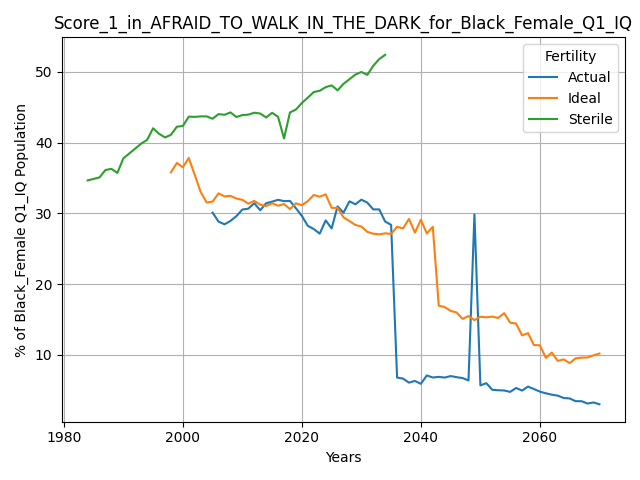 Score_1_in_AFRAID_TO_WALK_IN_THE_DARK_for_Black_Female_Q1_IQ
Fertility
Actual
Ideal
Sterile
% of Black_Female Q1_IQ Population
50
40
30
20
10
1980
2000
2020
2040
2060
Years